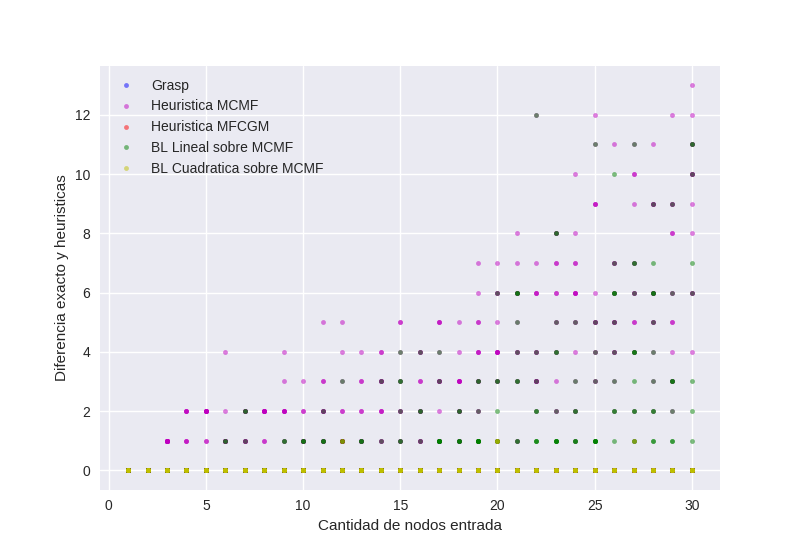 Grasp
Heuristica MCMF
Heuristica MFCGM
BL Lineal sobre MCMF
BL Cuadratica sobre MCMF
Diferencia exacto y heuristicas
12
10
8
6
4
2
0
0 5 10 15 20 25 30
Cantidad de nodos entrada